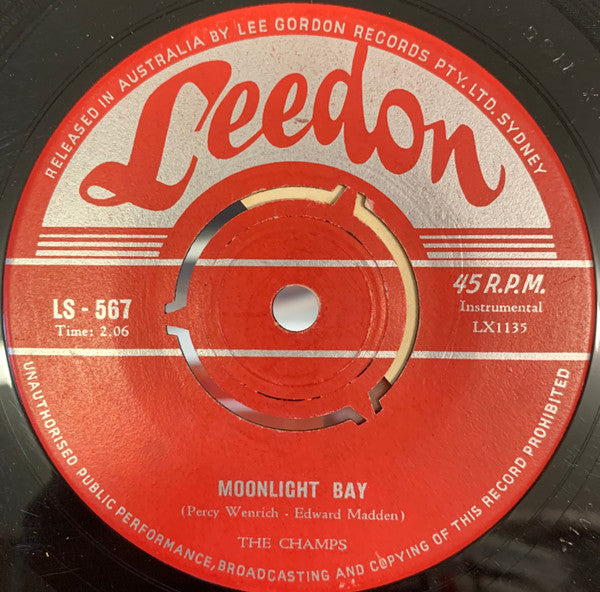 RELEASED IN AUSTRALIA BY LEE GORDON RECORDS PTY. LTD. SYDNEY
Leedon
LS - 567
Time: 2.06
45 R.P.M.
Instrumental
LX1135
MOONLIGHT BAY
(Percy Wenrich - Edward Madden)
THE CHAMPS
UNAUTHORISED PUBLIC PERFORMANCE, BROADCASTING AND COPYING OF THIS RECORD PROHIBITED